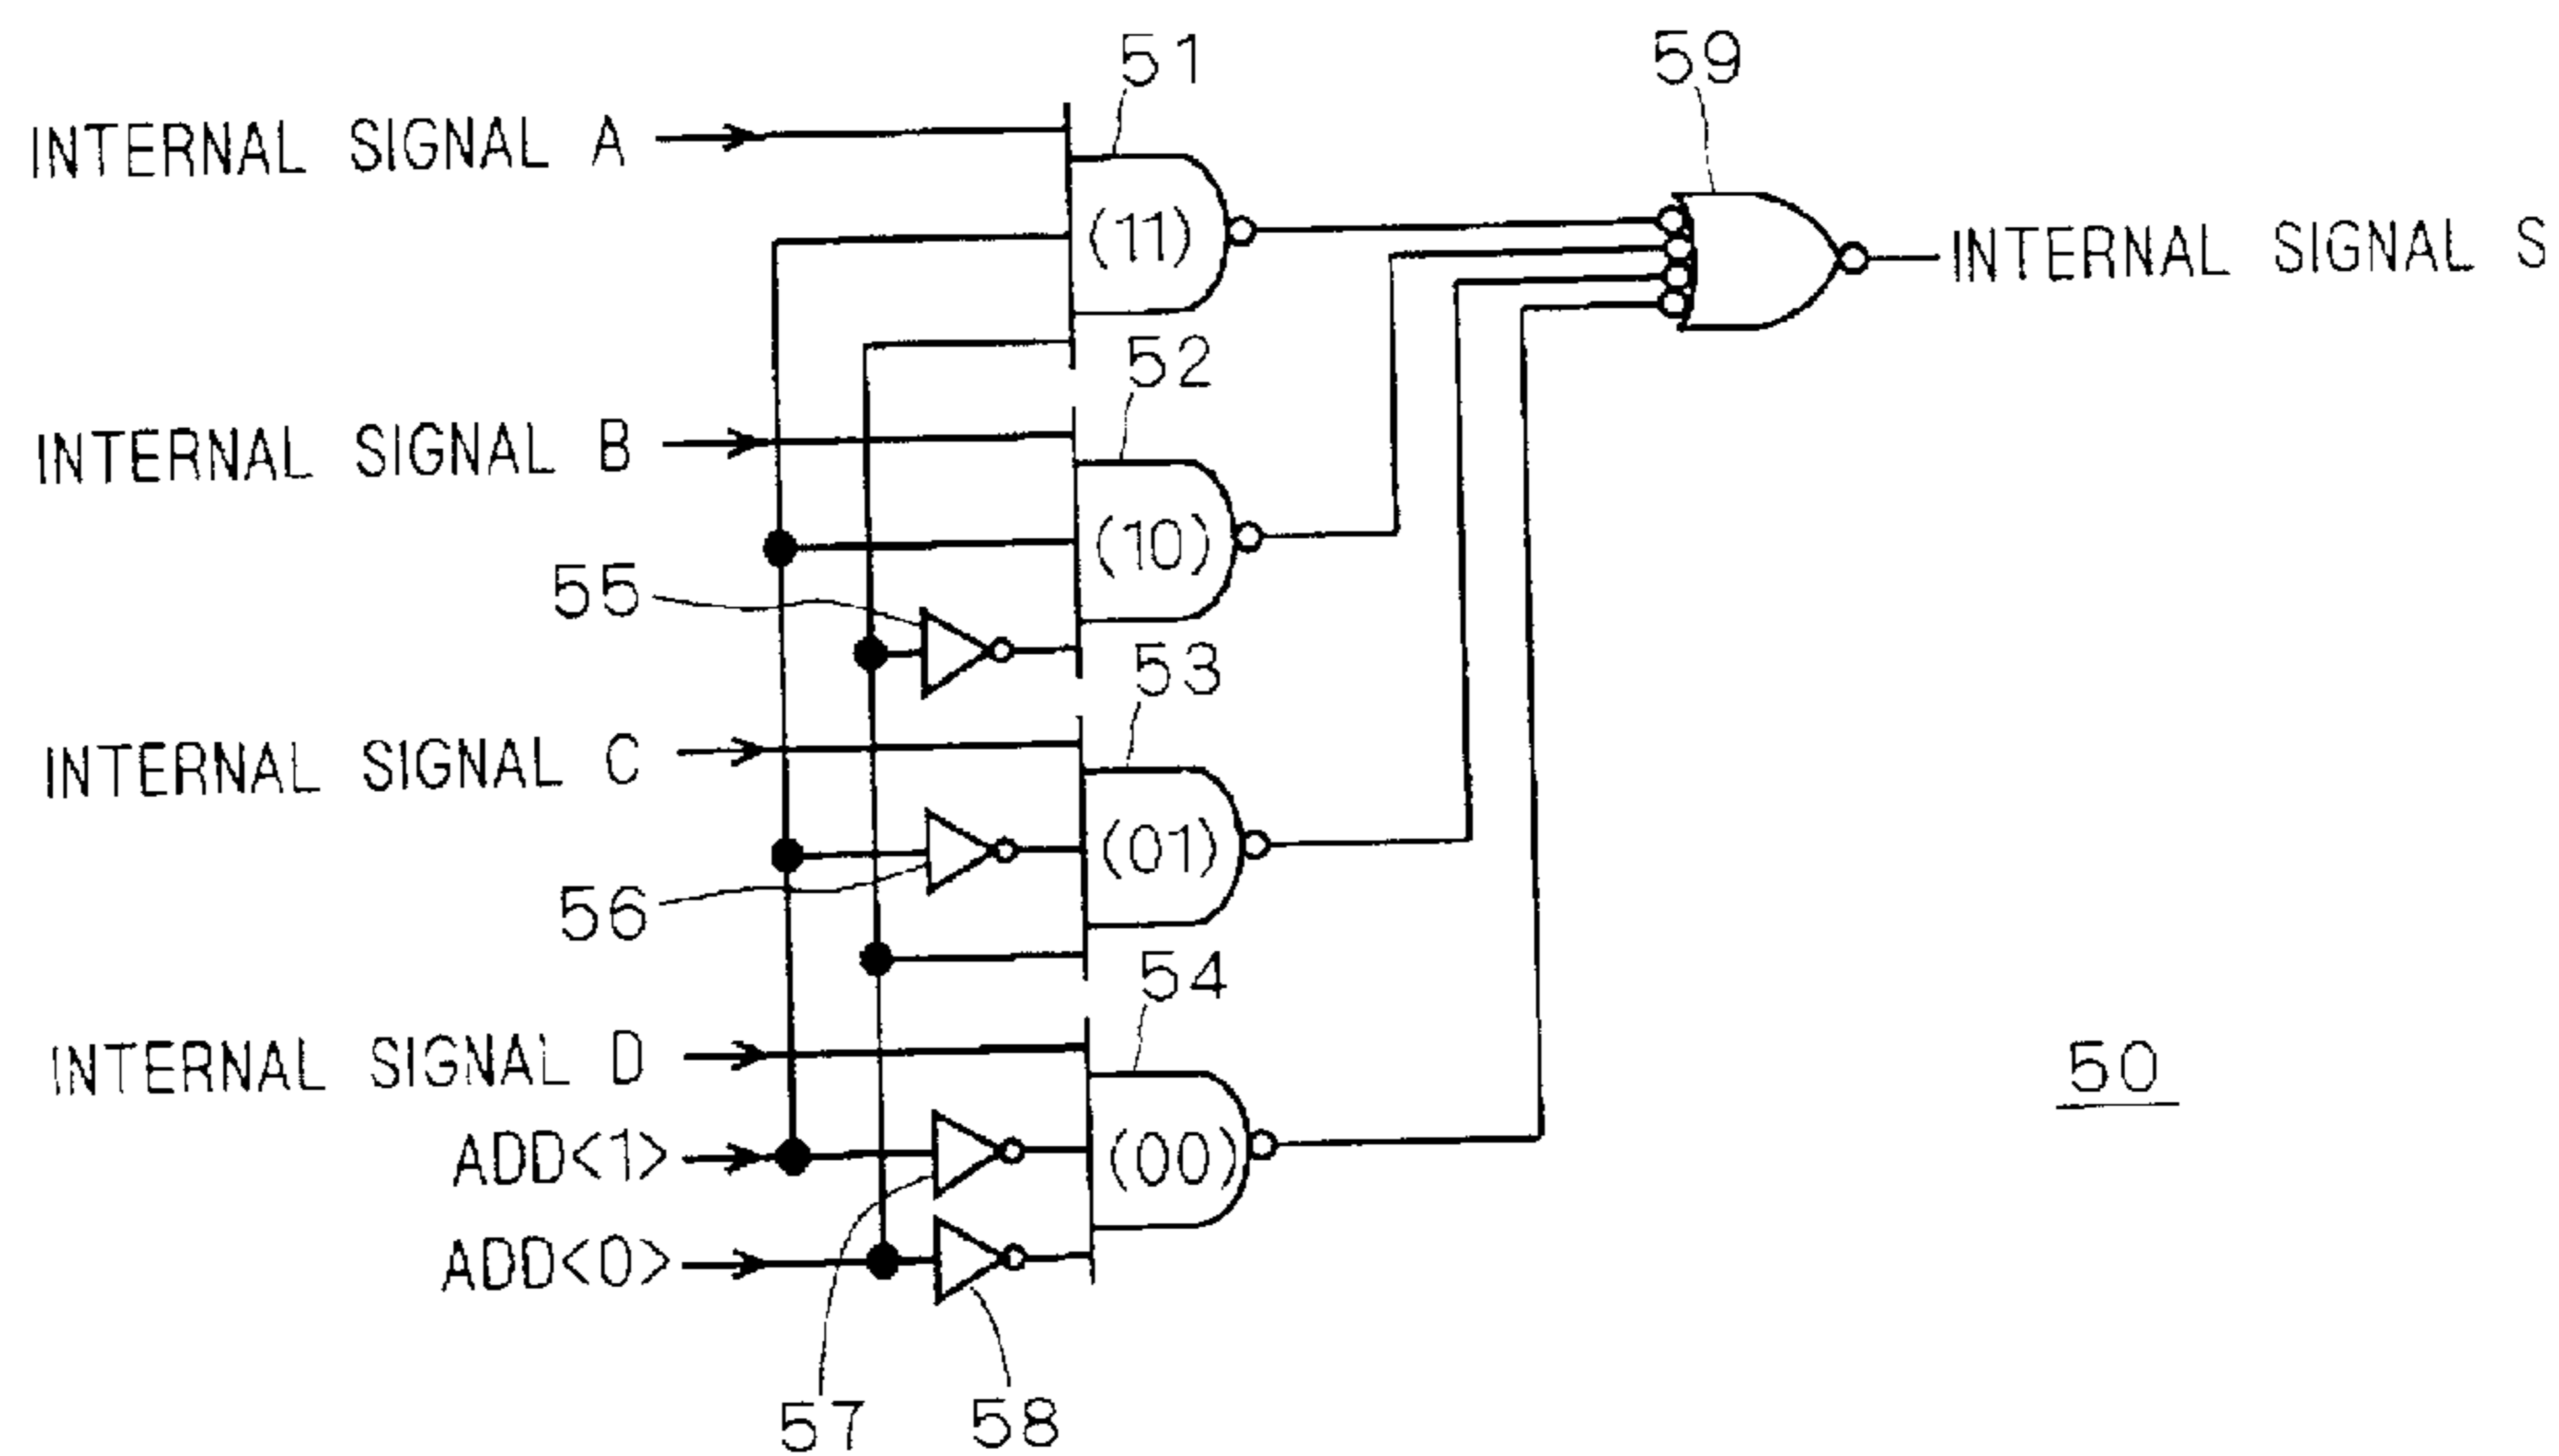 51
59
INTERNAL SIGNAL A
(11)
INTERNAL SIGNAL S
52
INTERNAL SIGNAL B
(10)
55
53
INTERNAL SIGNAL C
(01)
56
54
INTERNAL SIGNAL D
50
ADD<1>
(00)
ADD<0>
57
58